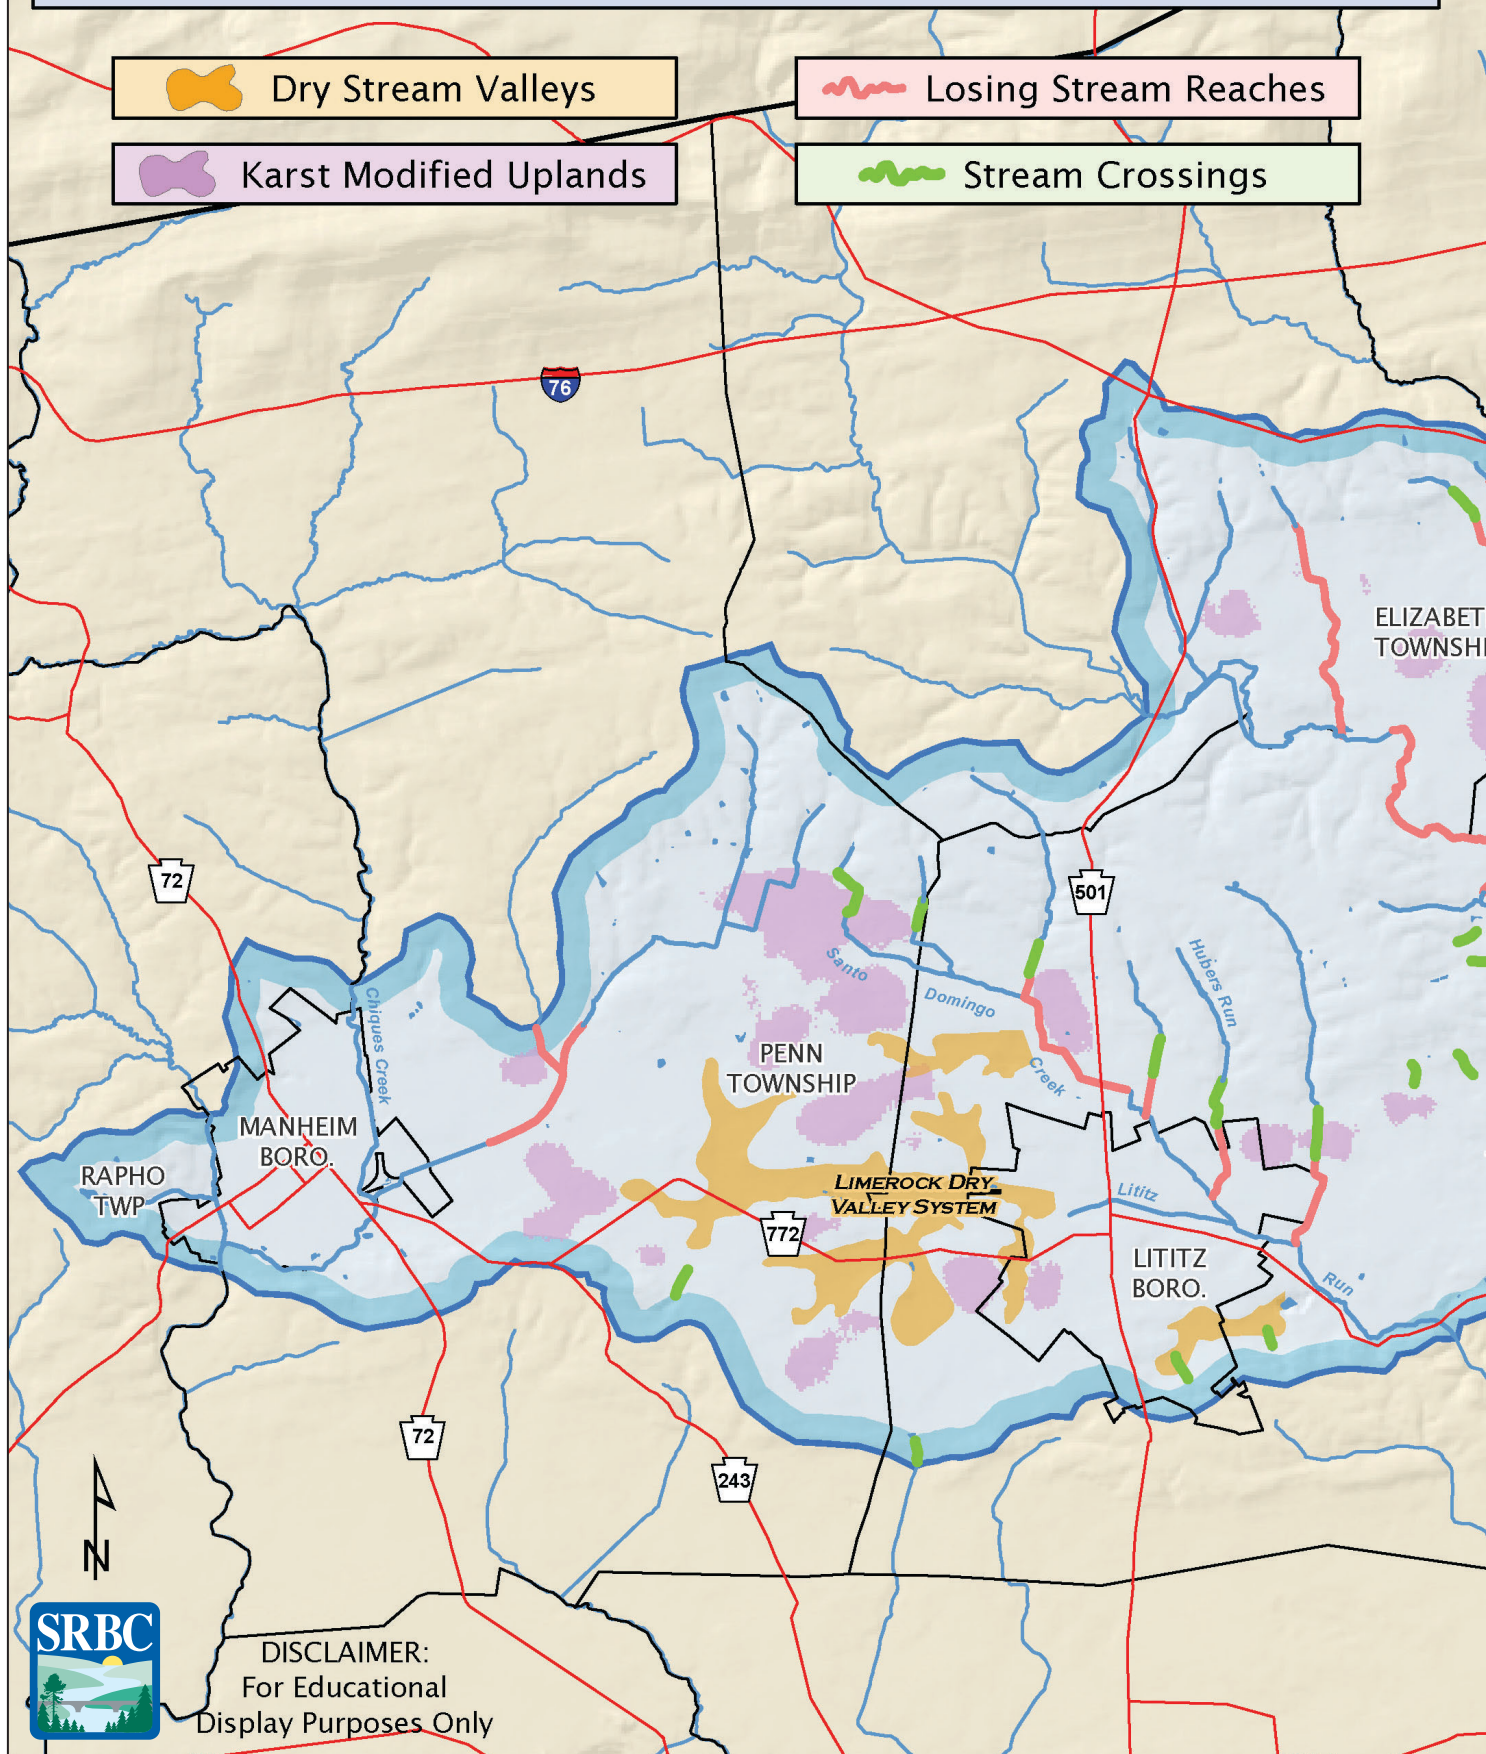 Dry Stream Valleys
Losing Stream Reaches
Karst Modified Uplands
Stream Crossings
76
ELIZABET
TOWNSHI
72
501
Hubers Run
Santo
Domingo
Creek
Chiques Creek
PENN
TOWNSHIP
MANHEIM
BORO.
RAPHO
TWP
LIMEROCK DRY
VALLEY SYSTEM
Lititz
Run
772
LITITZ
BORO.
72
243
N
SRBC
DISCLAIMER:
For Educational
Display Purposes Only